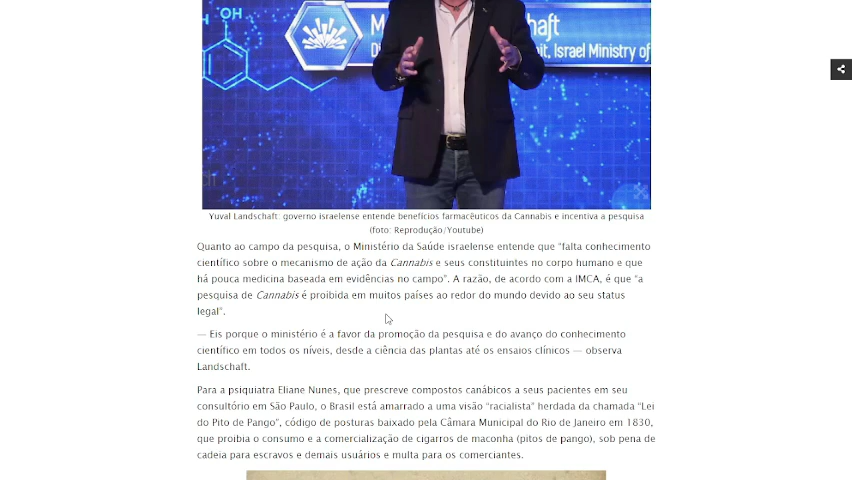 OH
M
haft
D
it, Israel Ministry of
Yuval Landschaft: governo israelense entende benefícios farmacêuticos da Cannabis e incentiva a pesquisa
(foto: Reprodução/Youtube)
Quanto ao campo da pesquisa, o Ministério da Saúde israelense entende que “falta conhecimento
científico sobre o mecanismo de ação da Cannabis e seus constituintes no corpo humano e que
há pouca medicina baseada em evidências no campo”. A razão, de acordo com a IMCA, é que “a
pesquisa de Cannabis é proibida em muitos países ao redor do mundo devido ao seu status
legal”.
— Eis porque o ministério é a favor da promoção da pesquisa e do avanço do conhecimento
científico em todos os níveis, desde a ciência das plantas até os ensaios clínicos — observa
Landschaft.
Para a psiquiatra Eliane Nunes, que prescreve compostos canábicos a seus pacientes em seu
consultório em São Paulo, o Brasil está amarrado a uma visão “racialista” herdada da chamada “Lei
do Pito de Pango”, código de posturas baixado pela Câmara Municipal do Rio de Janeiro em 1830,
que proibia o consumo e a comercialização de cigarros de maconha (pitos de pango), sob pena de
cadeia para escravos e demais usuários e multa para os comerciantes.